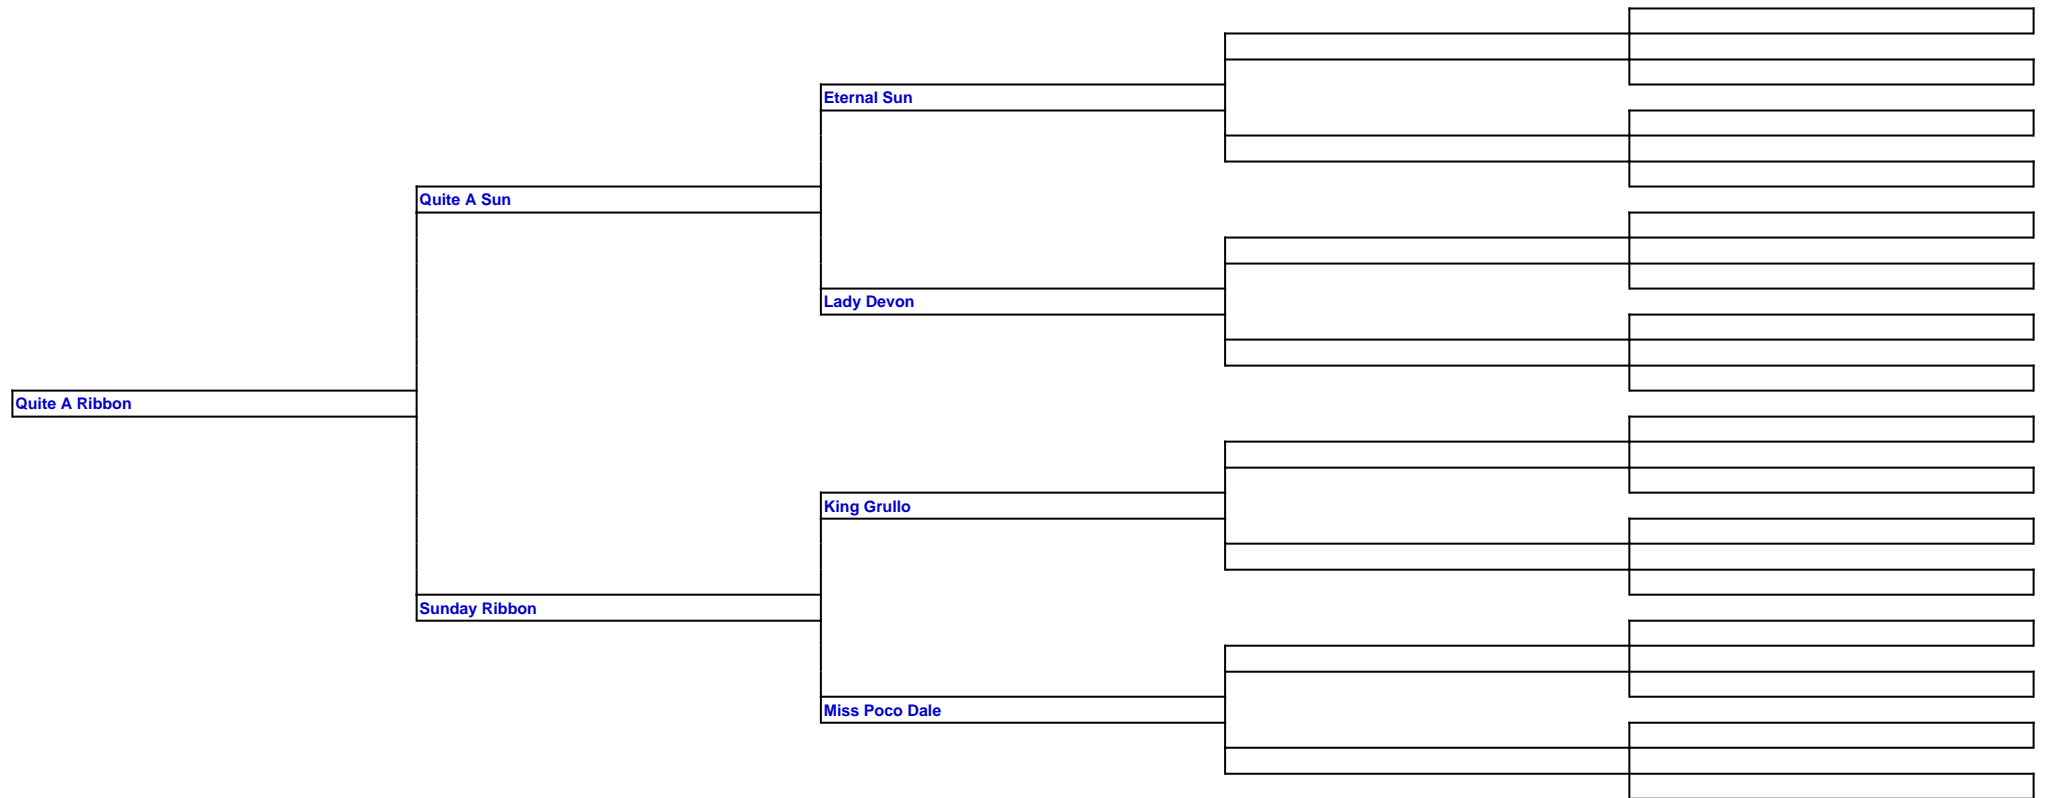 Eternal Sun
Quite A Sun
Lady Devon
Quite A Ribbon
King Grullo
Sunday Ribbon
Miss Poco Dale